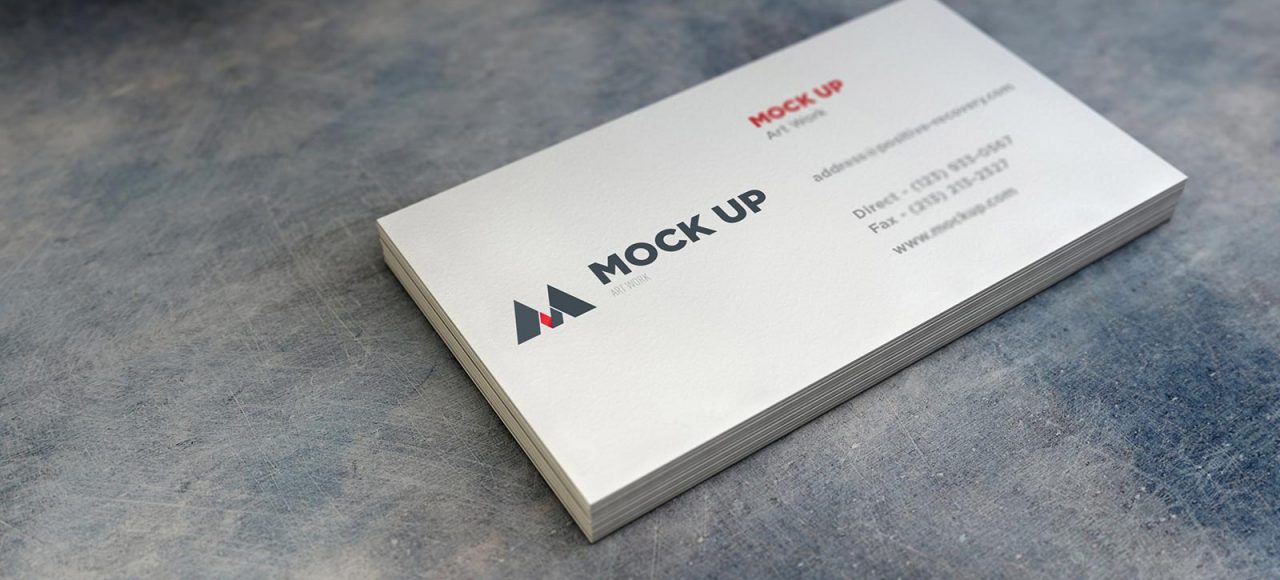 MOCK UP
ART WORK
MOCK UP
Art Work
address@positive-recovery.com
Direct - (123) 933-0567
Fax - (213) 213-2327
www.mockup.com